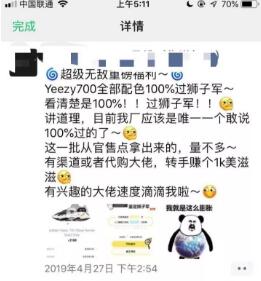 中国联通
上午5:11
70%
完成
详情
超级无敌重磅福利～
Yeezy700全部配色100%过狮子军～
看清楚是100%！！过狮子军！！
讲道理，目前我厂应该是唯一一个敢说
100%过的了～
这一批从官售点拿出来的，量不多～
有渠道或者代购大佬，转手赚个1k美滋
滋～
有兴趣的大佬速度滴滴我啦～
我就是这么膨胀
2019年4月27日 下午2:54